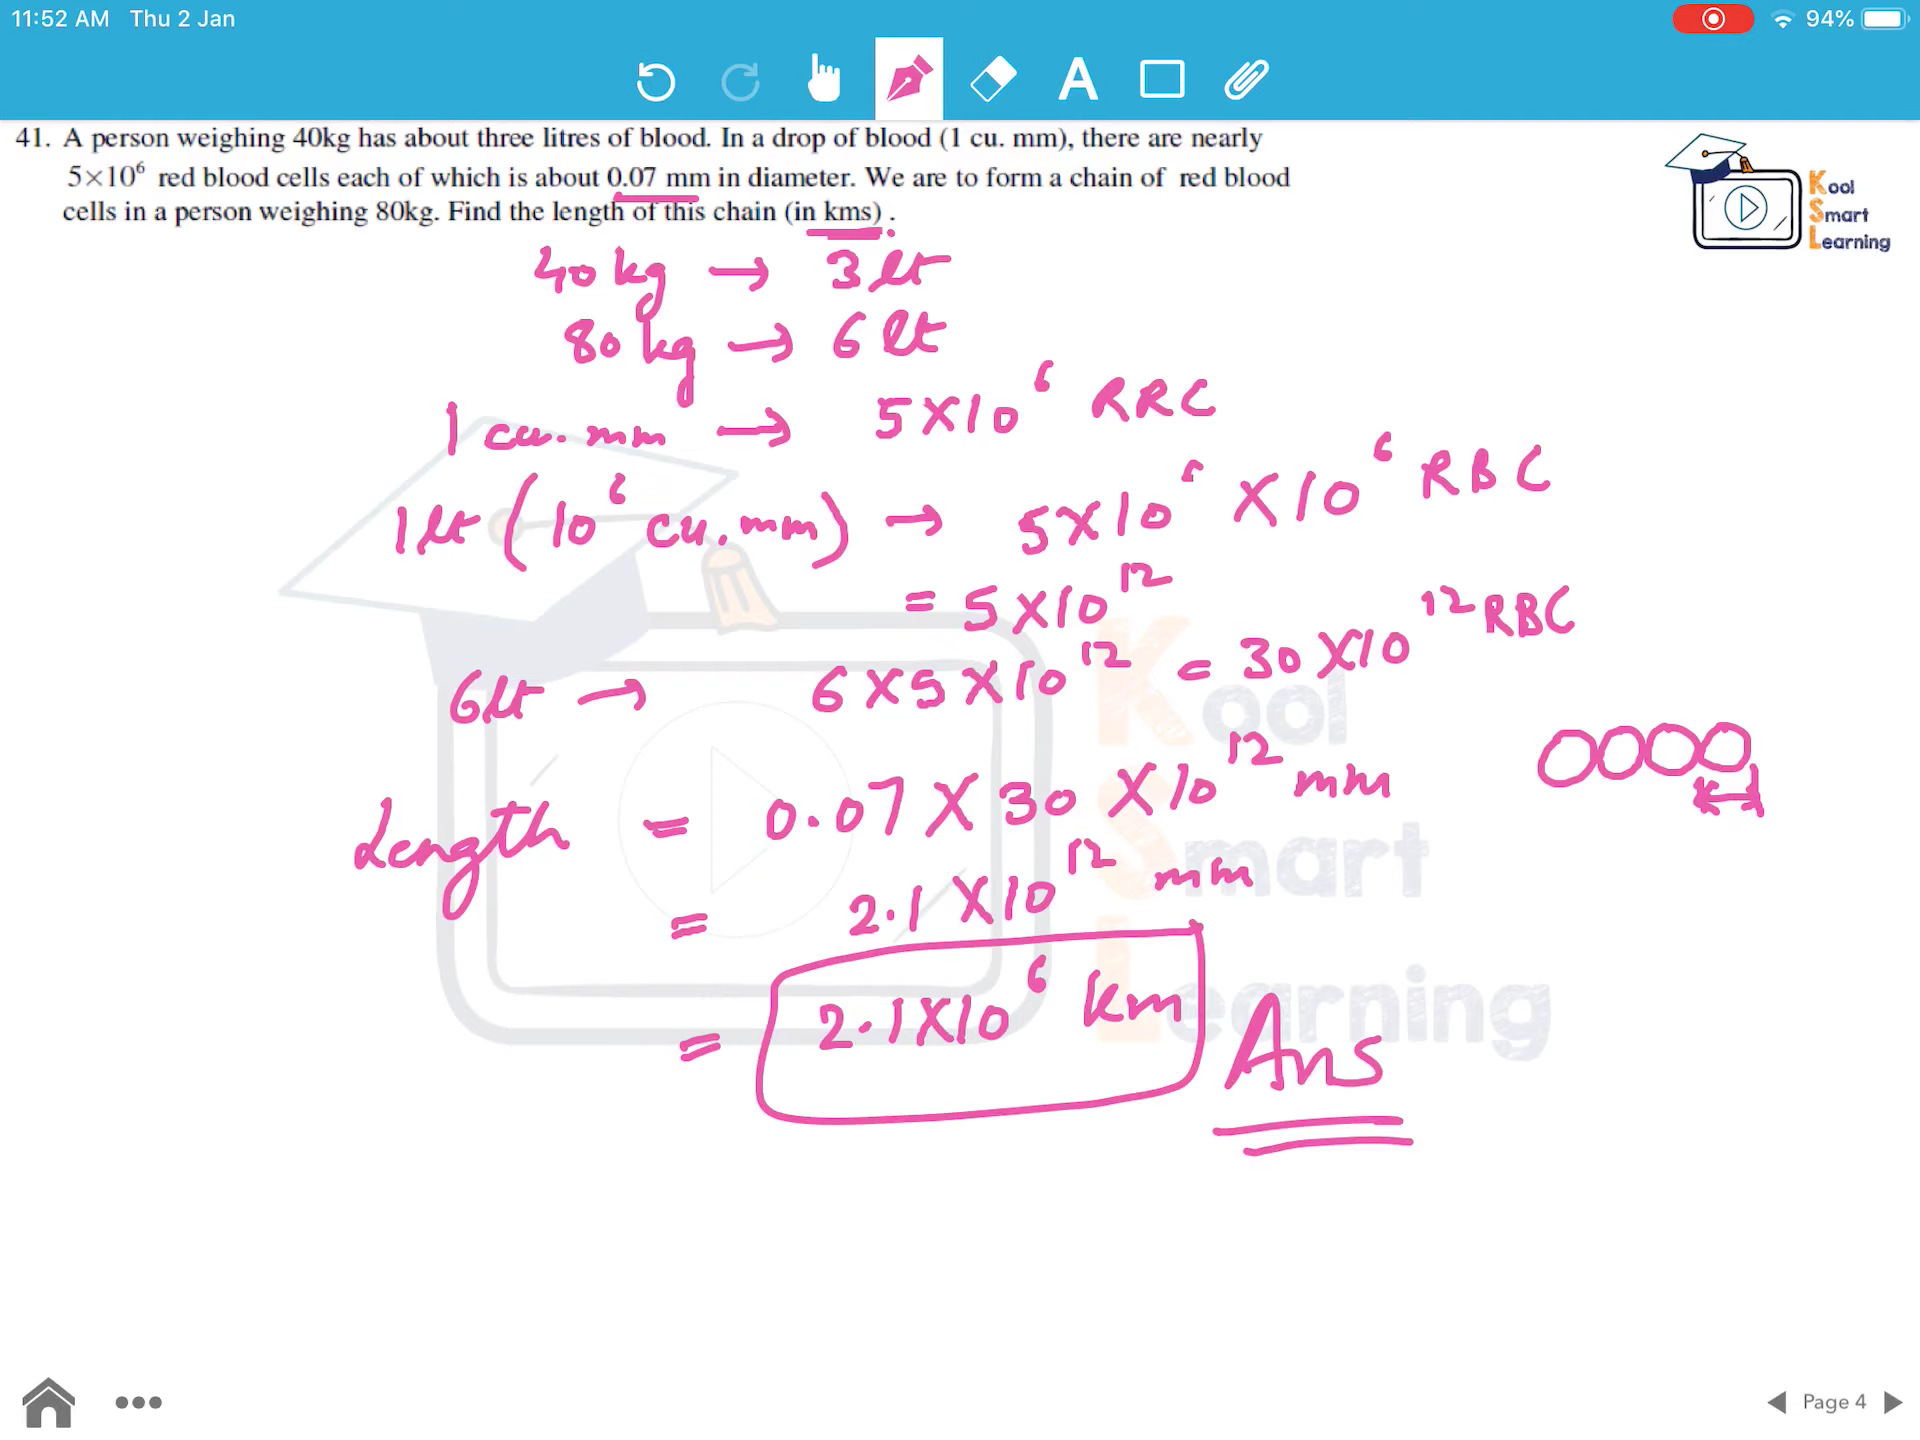 11:52 AM Thu 2 Jan
94%
A
41. A person weighing 40kg has about three litres of blood. In a drop of blood (1 cu. mm), there are nearly
5×10⁶ red blood cells each of which is about 0.07 mm in diameter. We are to form a chain of red blood
cells in a person weighing 80kg. Find the length of this chain (in kms) .
Kool
Smart
Learning
40 kg → 3 lt
80 kg → 6 lt
1 cu. mm → 5×10⁶ RRC
1 lt (10⁶ cu. mm) → 5×10⁶ × 10⁶ RBC
= 5×10¹²
6 lt → 6×5×10¹² = 30×10¹² RBC
Length = 0.07 × 30 × 10¹² mm
= 2.1 × 10¹² mm
= 2.1×10⁶ km Ans
Kool
Smart
Learning
Page 4